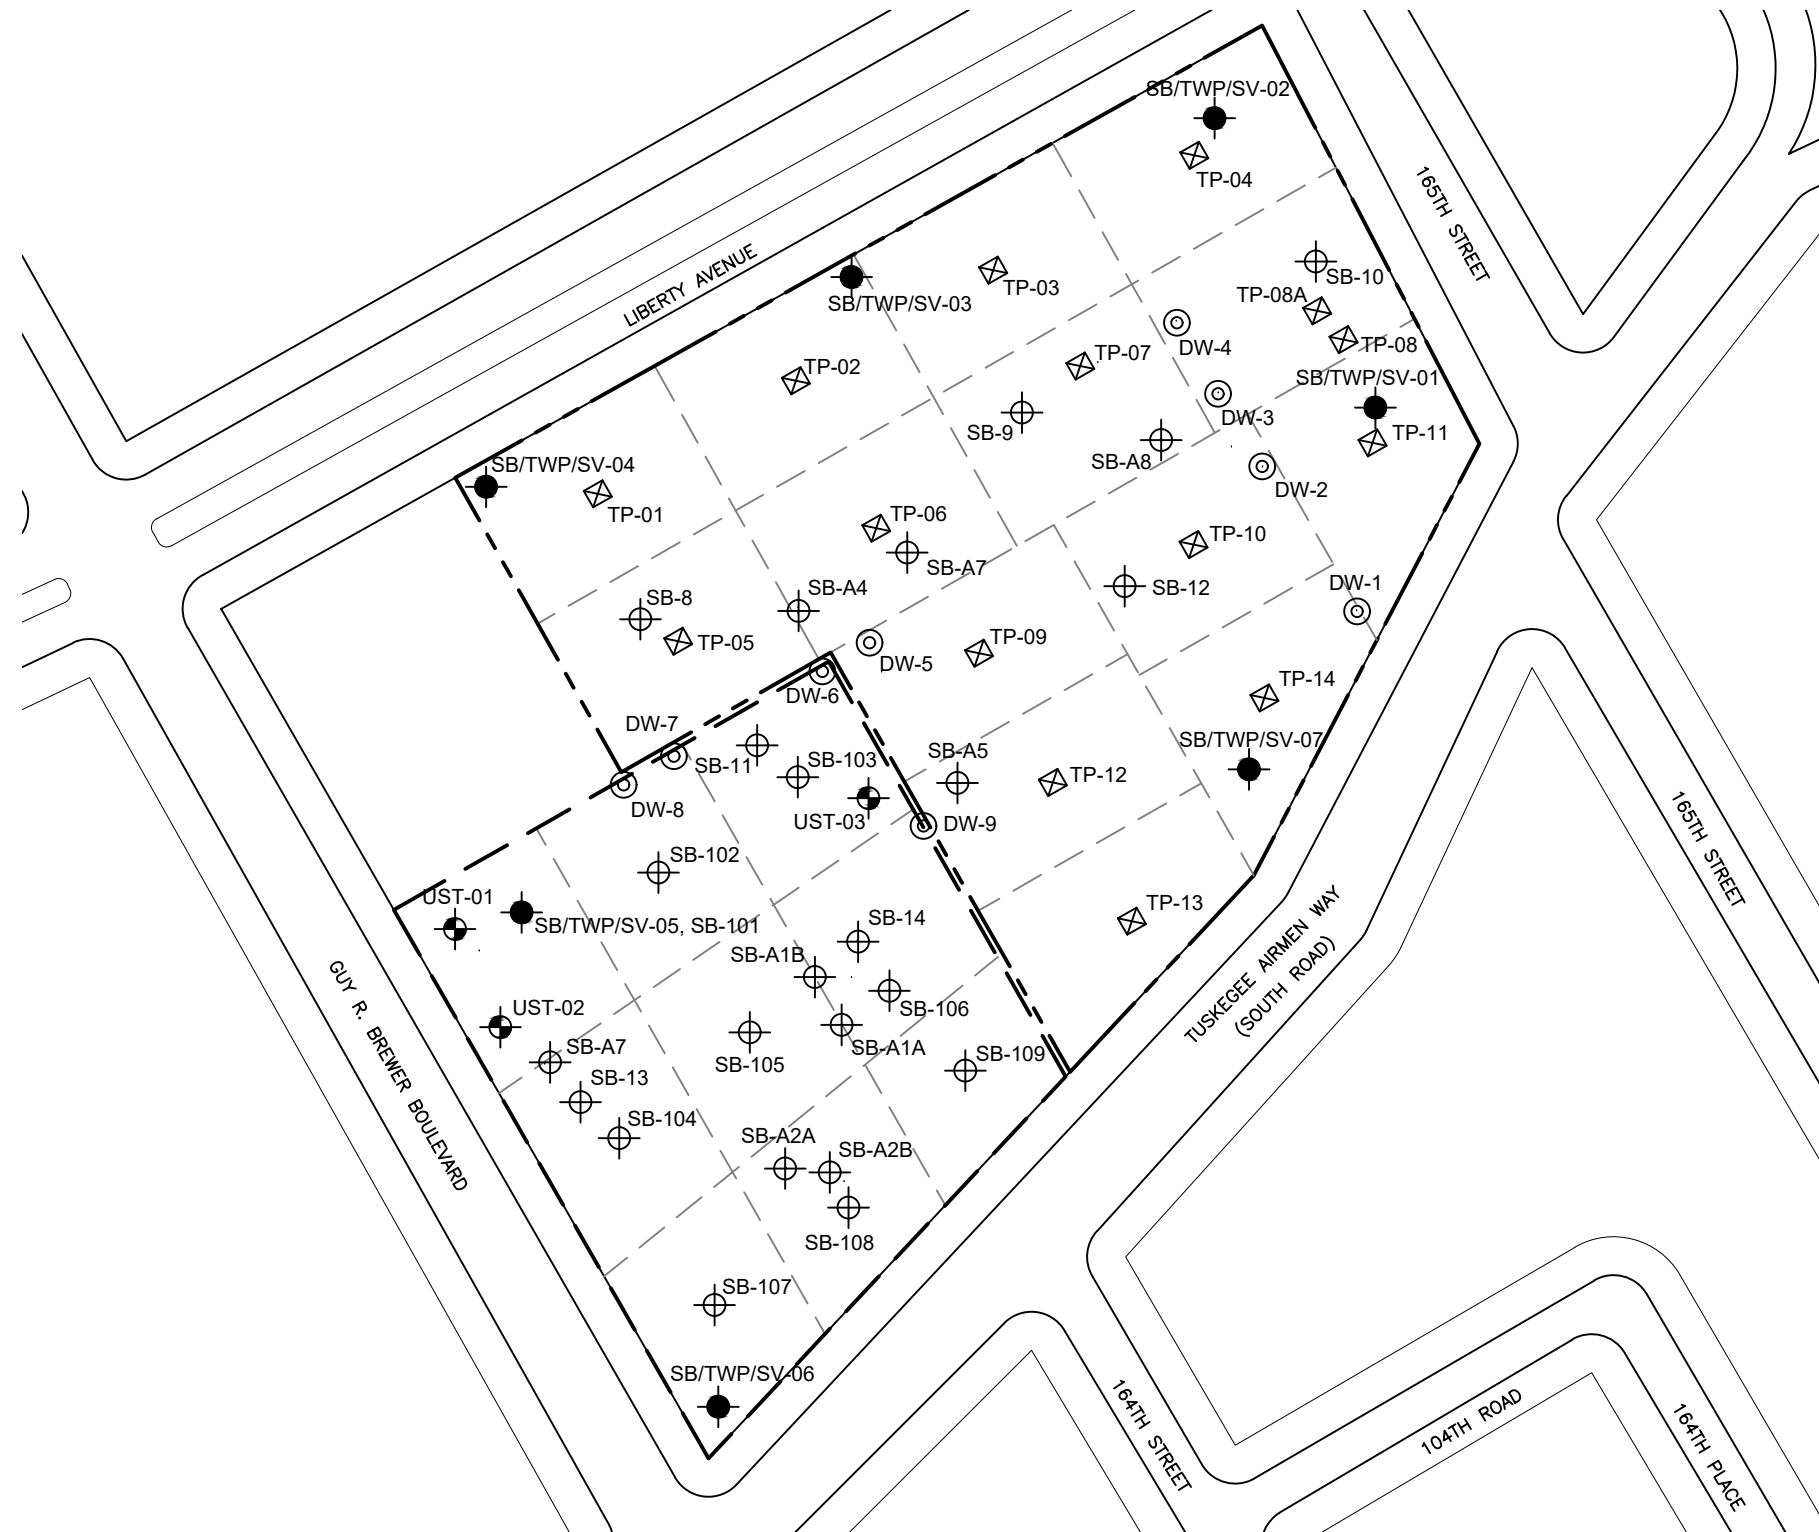 SB/TWP/SV-02
TP-04
165TH STREET
LIBERTY AVENUE
SB/TWP/SV-03
TP-03
SB-10
TP-08A
TP-08
DW-4
TP-07
TP-02
SB/TWP/SV-01
TP-11
DW-3
SB-9
SB-A8
DW-2
SB/TWP/SV-04
TP-01
TP-06
SB-A7
TP-10
SB-12
DW-1
SB-A4
SB-8
TP-05
DW-5
TP-09
DW-6
TP-14
DW-7
SB-11
SB-103
SB-A5
TP-12
SB/TWP/SV-07
DW-8
UST-03
DW-9
165TH STREET
SB-102
UST-01
SB/TWP/SV-05, SB-101
SB-14
TP-13
SB-A1B
TUSKEGEE AIRMEN WAY
(SOUTH ROAD)
GUY R. BREWER BOULEVARD
UST-02
SB-106
SB-A7
SB-105
SB-A1A
SB-109
SB-13
SB-104
SB-A2A
SB-A2B
SB-108
SB-107
SB/TWP/SV-06
164TH STREET
104TH ROAD
164TH PLACE